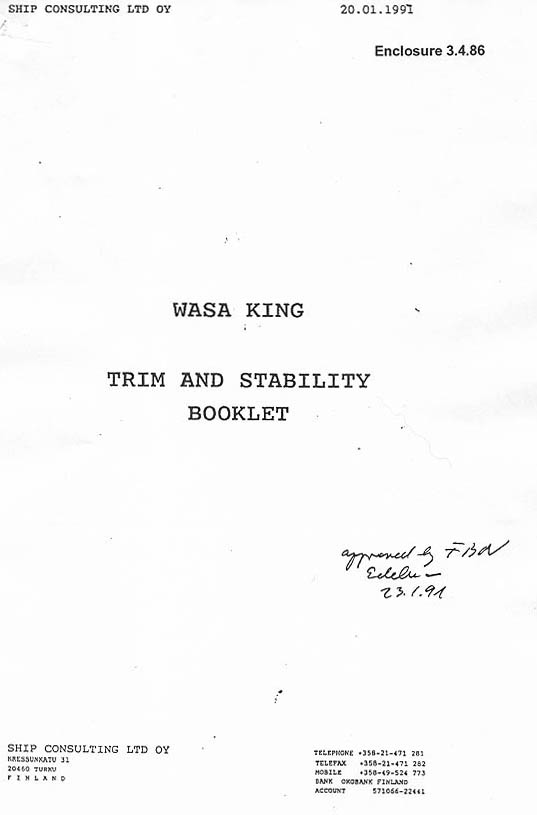 SHIP CONSULTING LTD OY 20.01.1991
Enclosure 3.4.86
WASA KING
TRIM AND STABILITY
BOOKLET
approved by FBN
23.1.91
SHIP CONSULTING LTD OY
KRESSUNKATU 31
20460 TURKU
FINLAND
TELEPHONE +358-21-471 281
TELEFAX +358-21-471 282
MOBILE +358-49-524 773
BANK OKOBANK FINLAND
ACCOUNT 571066-22441